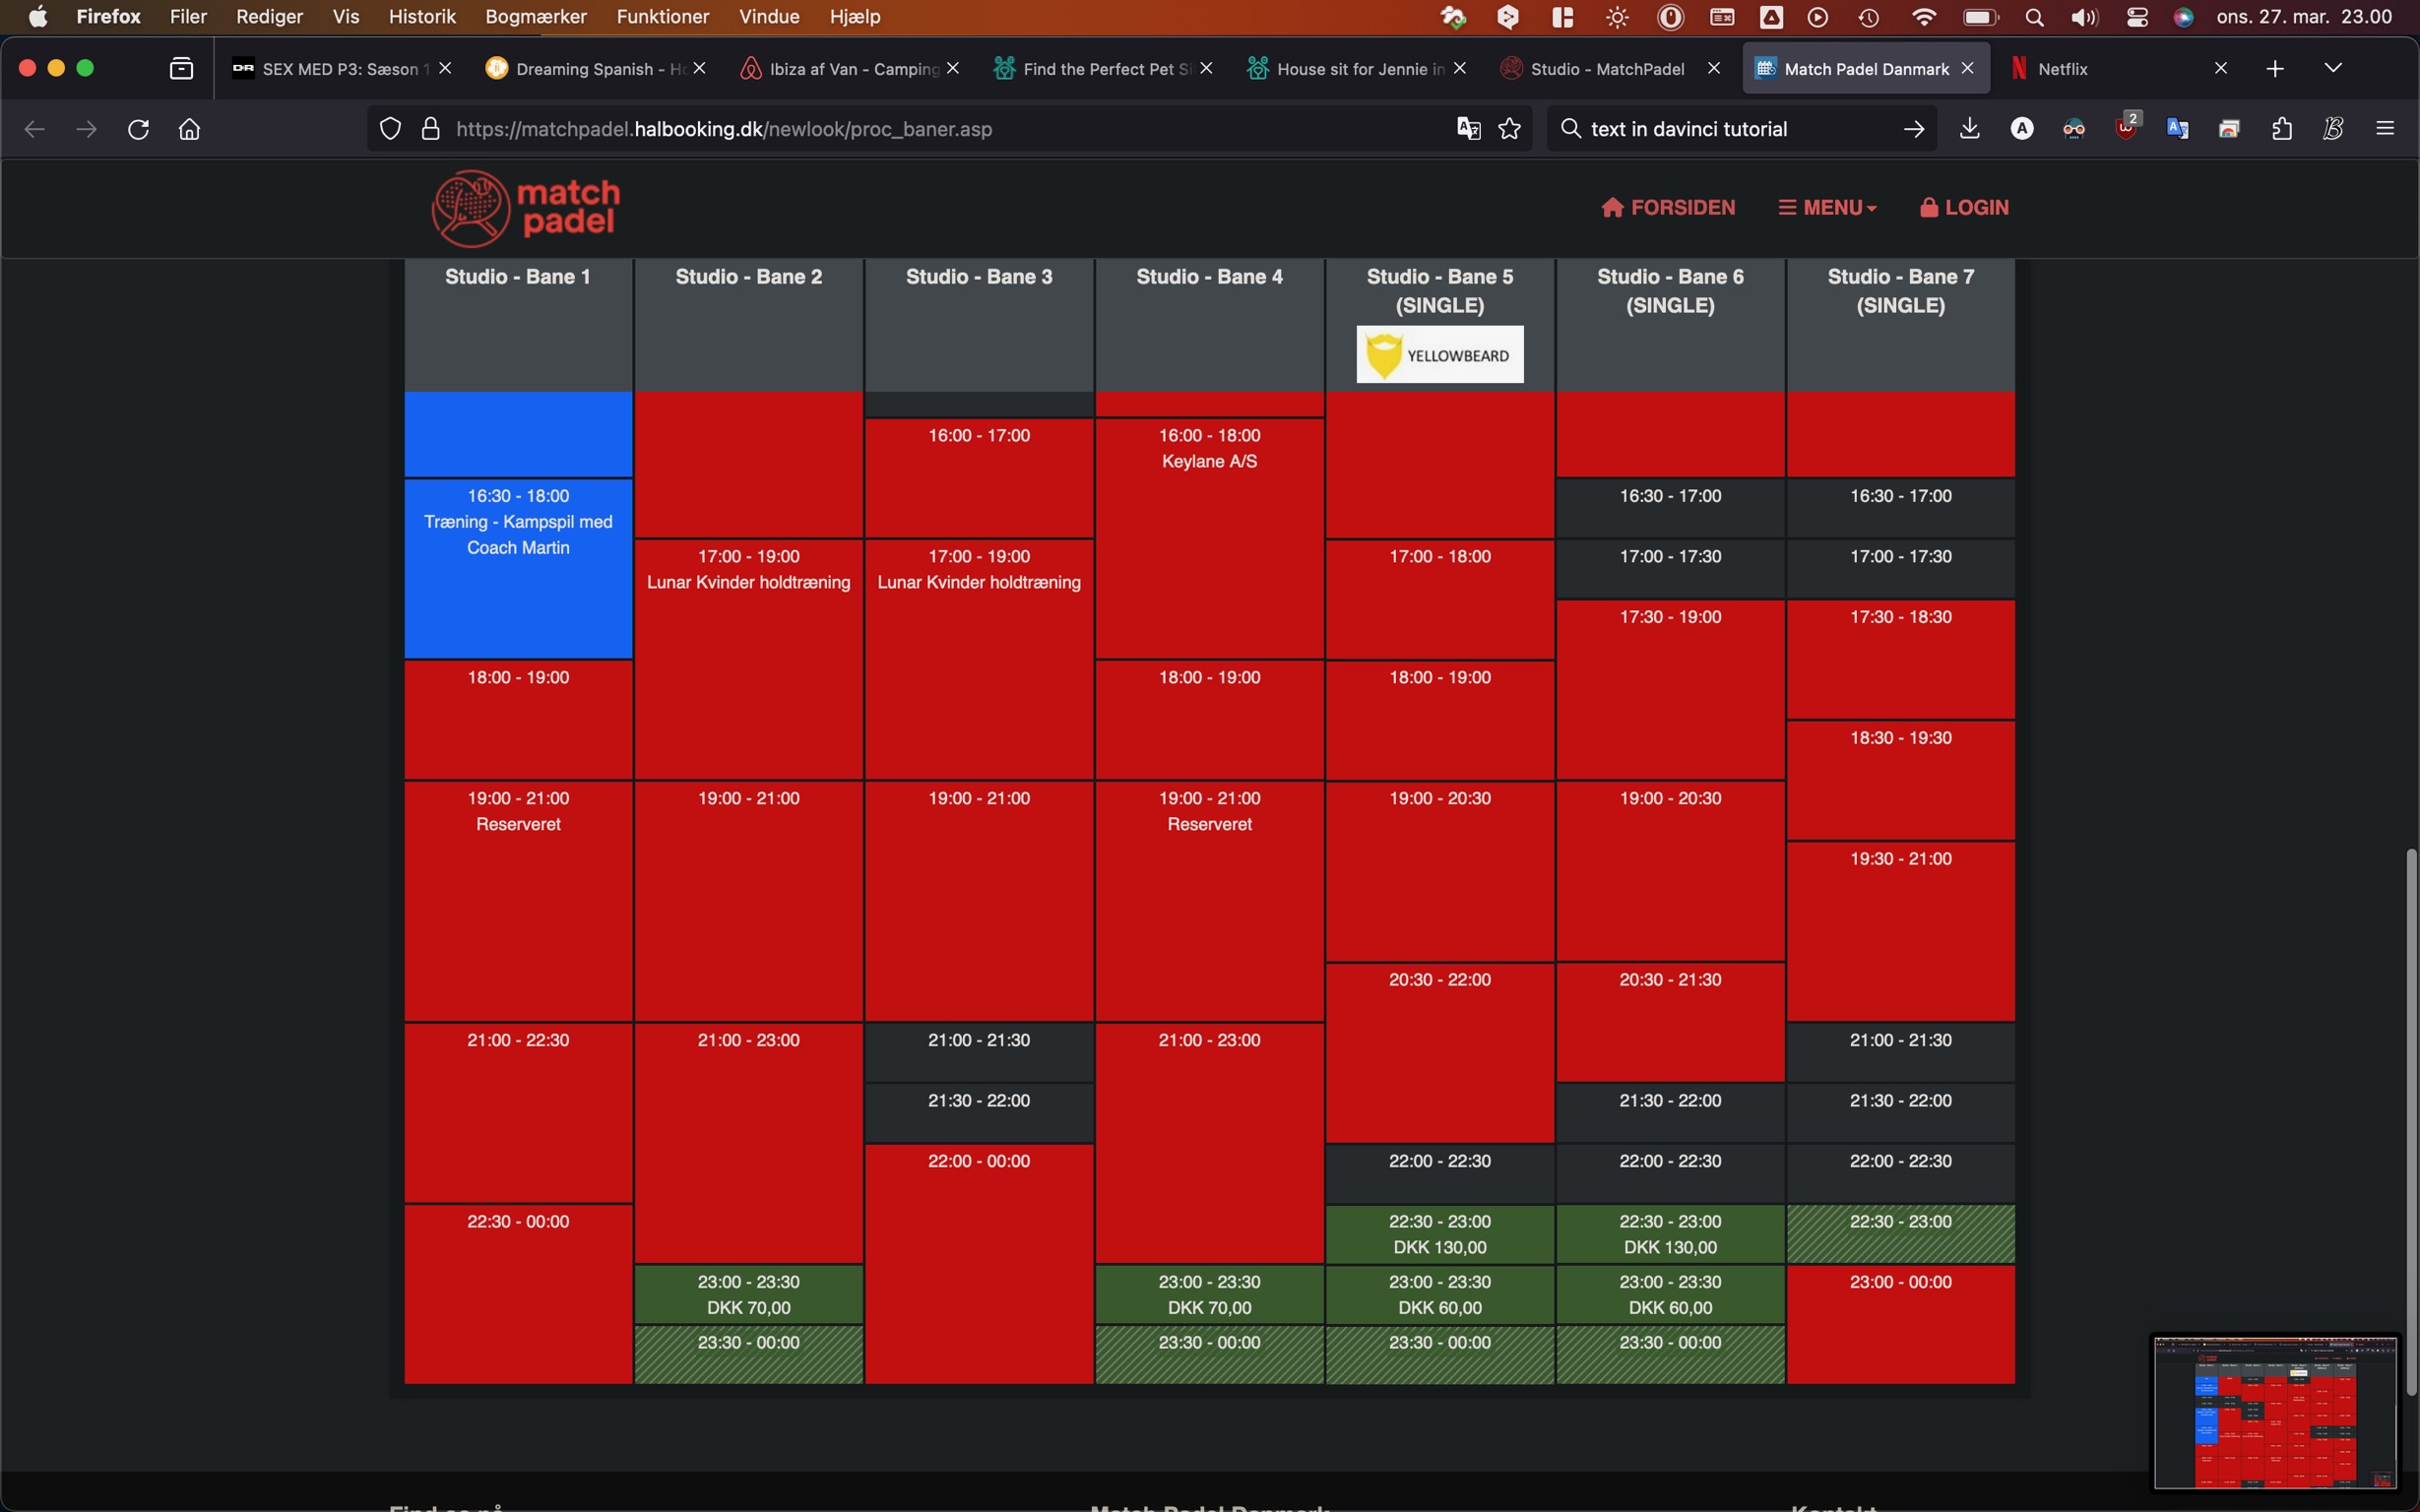 Firefox Filer Rediger Vis Historik Bogmærker Funktioner Vindue Hjælp ons. 27. mar. 23.00
SEX MED P3: Sæson 1 Dreaming Spanish - Ho Ibiza af Van - Camping Find the Perfect Pet Si House sit for Jennie in Studio - MatchPadel Match Padel Danmark Netflix
https://matchpadel.halbooking.dk/newlook/proc_baner.asp text in davinci tutorial 2
match
padel
FORSIDEN MENU LOGIN
Studio - Bane 1
Studio - Bane 2
Studio - Bane 3
Studio - Bane 4
Studio - Bane 5
(SINGLE)
YELLOWBEARD
Studio - Bane 6
(SINGLE)
Studio - Bane 7
(SINGLE)
16:30 - 18:00
Træning - Kampspil med
Coach Martin
18:00 - 19:00
19:00 - 21:00
Reserveret
21:00 - 22:30
22:30 - 00:00
17:00 - 19:00
Lunar Kvinder holdtræning
19:00 - 21:00
21:00 - 23:00
23:00 - 23:30
DKK 70,00
23:30 - 00:00
16:00 - 17:00
17:00 - 19:00
Lunar Kvinder holdtræning
19:00 - 21:00
21:00 - 21:30
21:30 - 22:00
22:00 - 00:00
16:00 - 18:00
Keylane A/S
18:00 - 19:00
19:00 - 21:00
Reserveret
21:00 - 23:00
23:00 - 23:30
DKK 70,00
23:30 - 00:00
17:00 - 18:00
18:00 - 19:00
19:00 - 20:30
20:30 - 22:00
22:00 - 22:30
22:30 - 23:00
DKK 130,00
23:00 - 23:30
DKK 60,00
23:30 - 00:00
16:30 - 17:00
17:00 - 17:30
17:30 - 19:00
19:00 - 20:30
20:30 - 21:30
21:30 - 22:00
22:00 - 22:30
22:30 - 23:00
DKK 130,00
23:00 - 23:30
DKK 60,00
23:30 - 00:00
16:30 - 17:00
17:00 - 17:30
17:30 - 18:30
18:30 - 19:30
19:30 - 21:00
21:00 - 21:30
21:30 - 22:00
22:00 - 22:30
22:30 - 23:00
23:00 - 00:00
Find os på Match Padel Danmark Kontakt